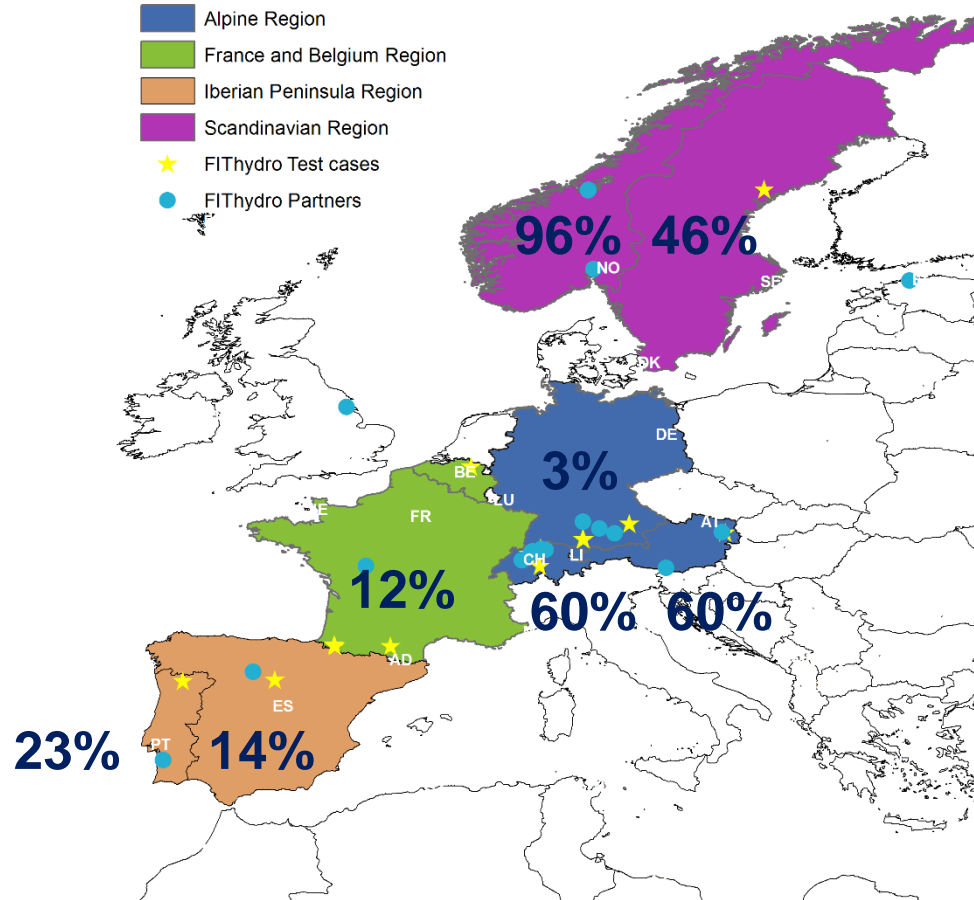 Alpine Region
France and Belgium Region
Iberian Peninsula Region
Scandinavian Region
FIThydro Test cases
FIThydro Partners
96% 46%
NO
SE
DK
DE
3%
BE
LU
FR
AT
LI
CH
12%
60% 60%
AD
ES
PT
23% 14%